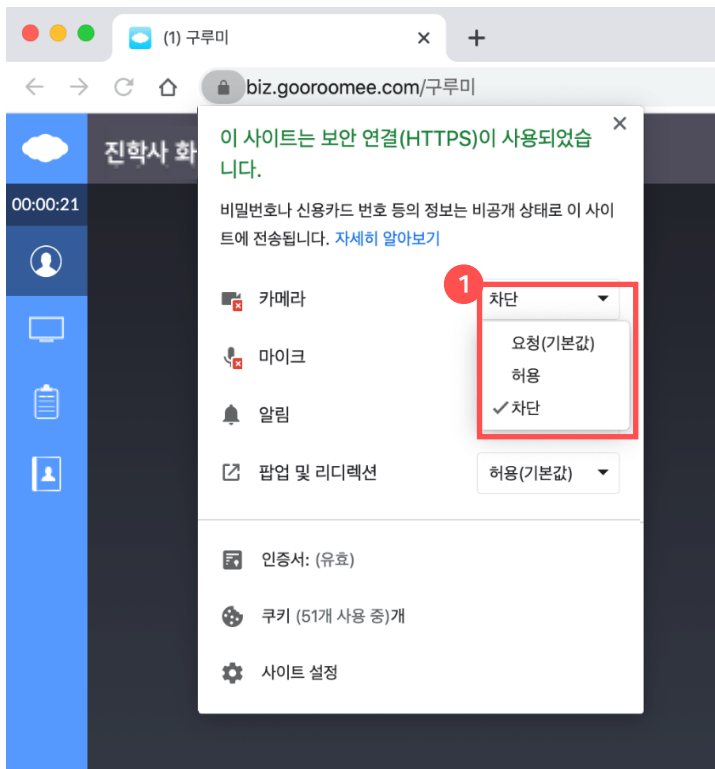 (1) 구루미
biz.gooroomee.com/구루미
진학사 화
00:00:21
이 사이트는 보안 연결(HTTPS)이 사용되었습
니다.
비밀번호나 신용카드 번호 등의 정보는 비공개 상태로 이 사이
트에 전송됩니다. 자세히 알아보기
1
카메라 차단
요청(기본값)
마이크
허용
차단
알림
팝업 및 리디렉션 허용(기본값)
인증서: (유효)
쿠키 (51개 사용 중)개
사이트 설정